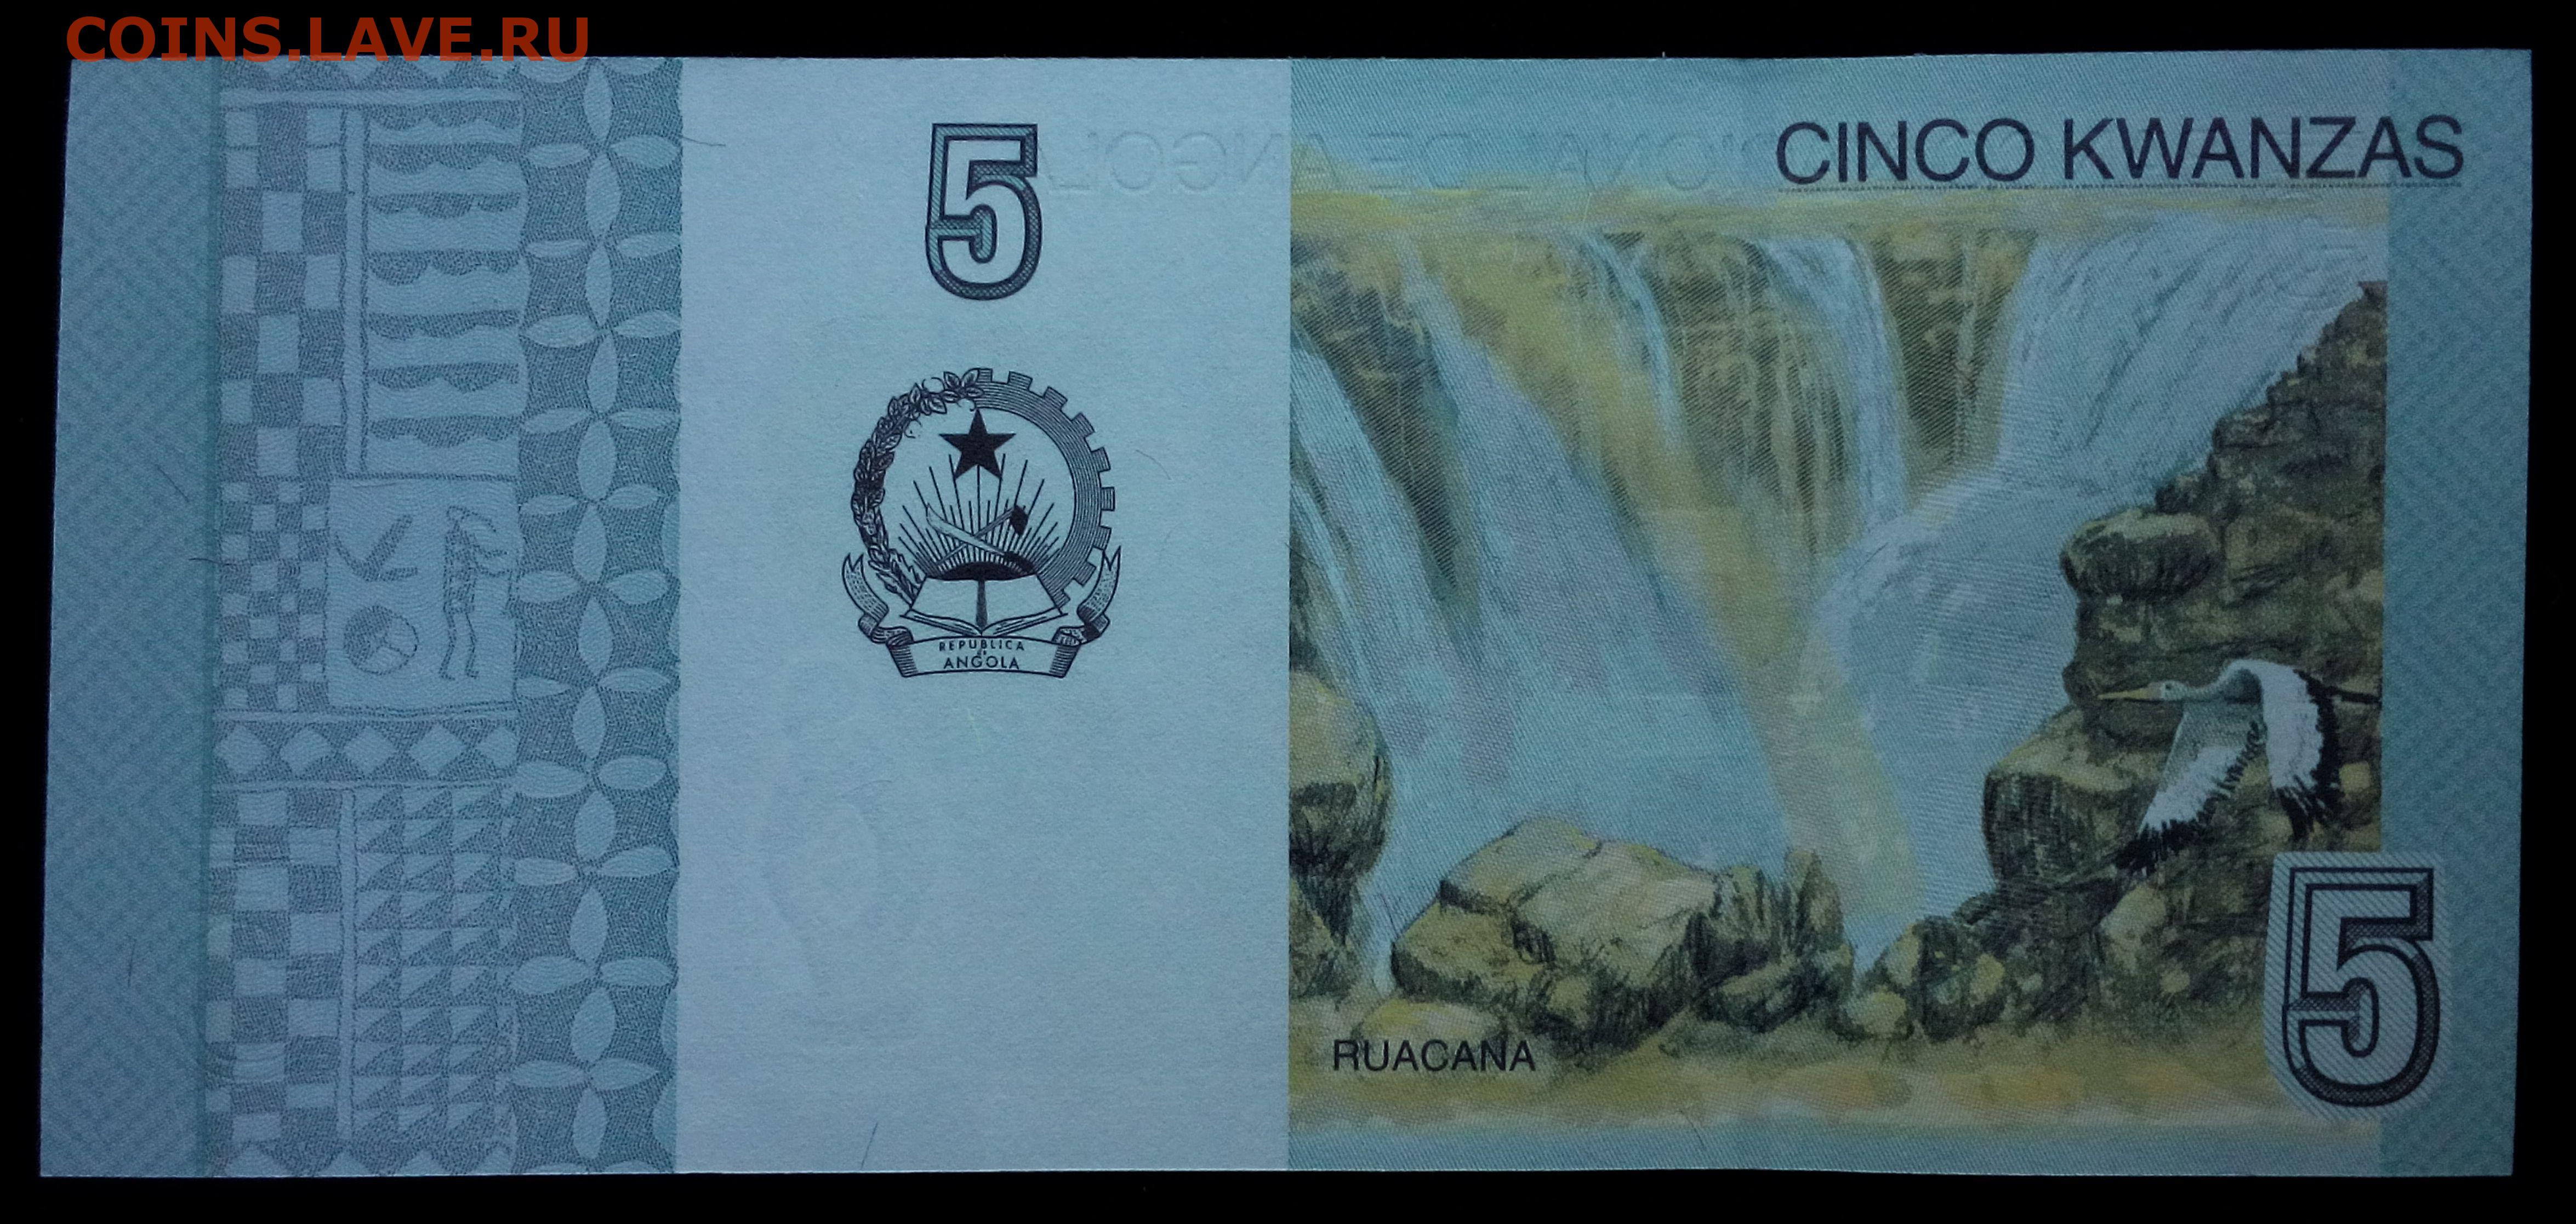 COINS.LAVE.RU
5
CINCO KWANZAS
REPUBLICA
de
ANGOLA
RUACANA
5